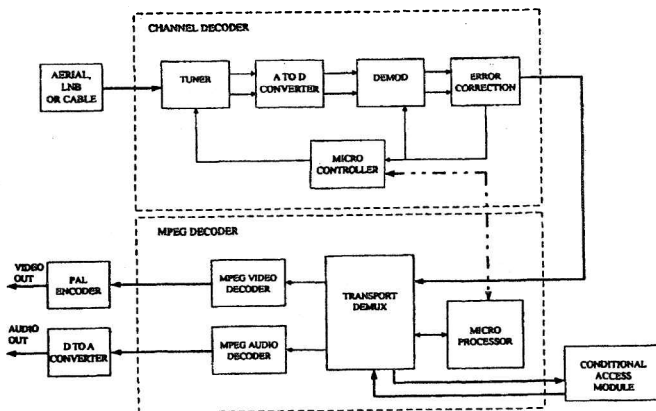 CHANNEL DECODER
AERIAL,
LNB
OR CABLE
TUNER
A TO D
CONVERTER
DEMOD
ERROR
CORRECTION
MICRO
CONTROLLER
MPEG DECODER
VIDEO
OUT
PAL
ENCODER
MPEG VIDEO
DECODER
TRANSPORT
DEMUX
MICRO
PROCESSOR
AUDIO
OUT
D TO A
CONVERTER
MPEG AUDIO
DECODER
CONDITIONAL
ACCESS
MODULE